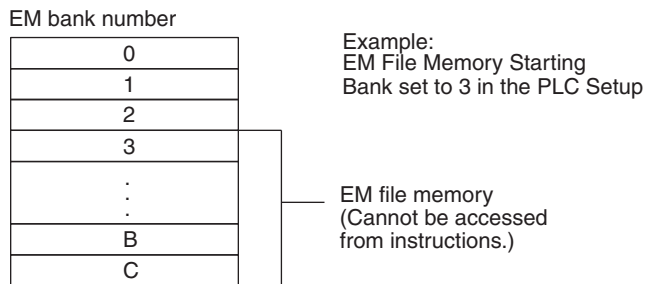 EM bank number
0
1
2
3
.
.
.
B
C
Example:
EM File Memory Starting
Bank set to 3 in the PLC Setup
EM file memory
(Cannot be accessed
from instructions.)